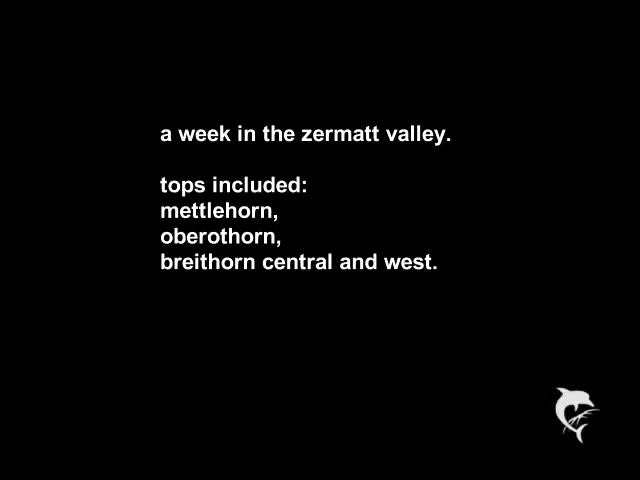 a week in the zermatt valley.
tops included:
mettlehorn,
oberothorn,
breithorn central and west.